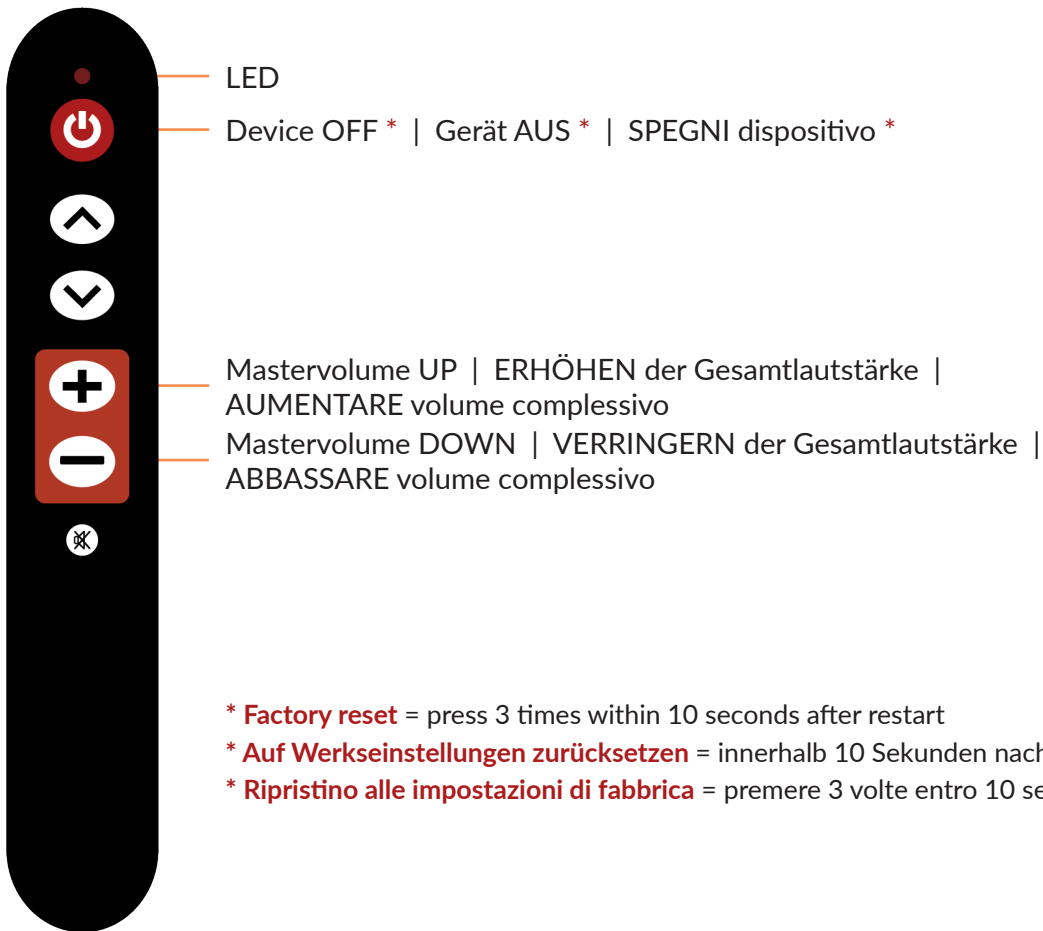 LED
Device OFF * | Gerät AUS * | SPEGNI dispositivo *
Mastervolume UP | ERHÖHEN der Gesamtlautstärke |
AUMENTARE volume complessivo
Mastervolume DOWN | VERRINGERN der Gesamtlautstärke |
ABBASSARE volume complessivo
* Factory reset = press 3 times within 10 seconds after restart
* Auf Werkseinstellungen zurücksetzen = innerhalb 10 Sekunden nach
* Ripristino alle impostazioni di fabbrica = premere 3 volte entro 10